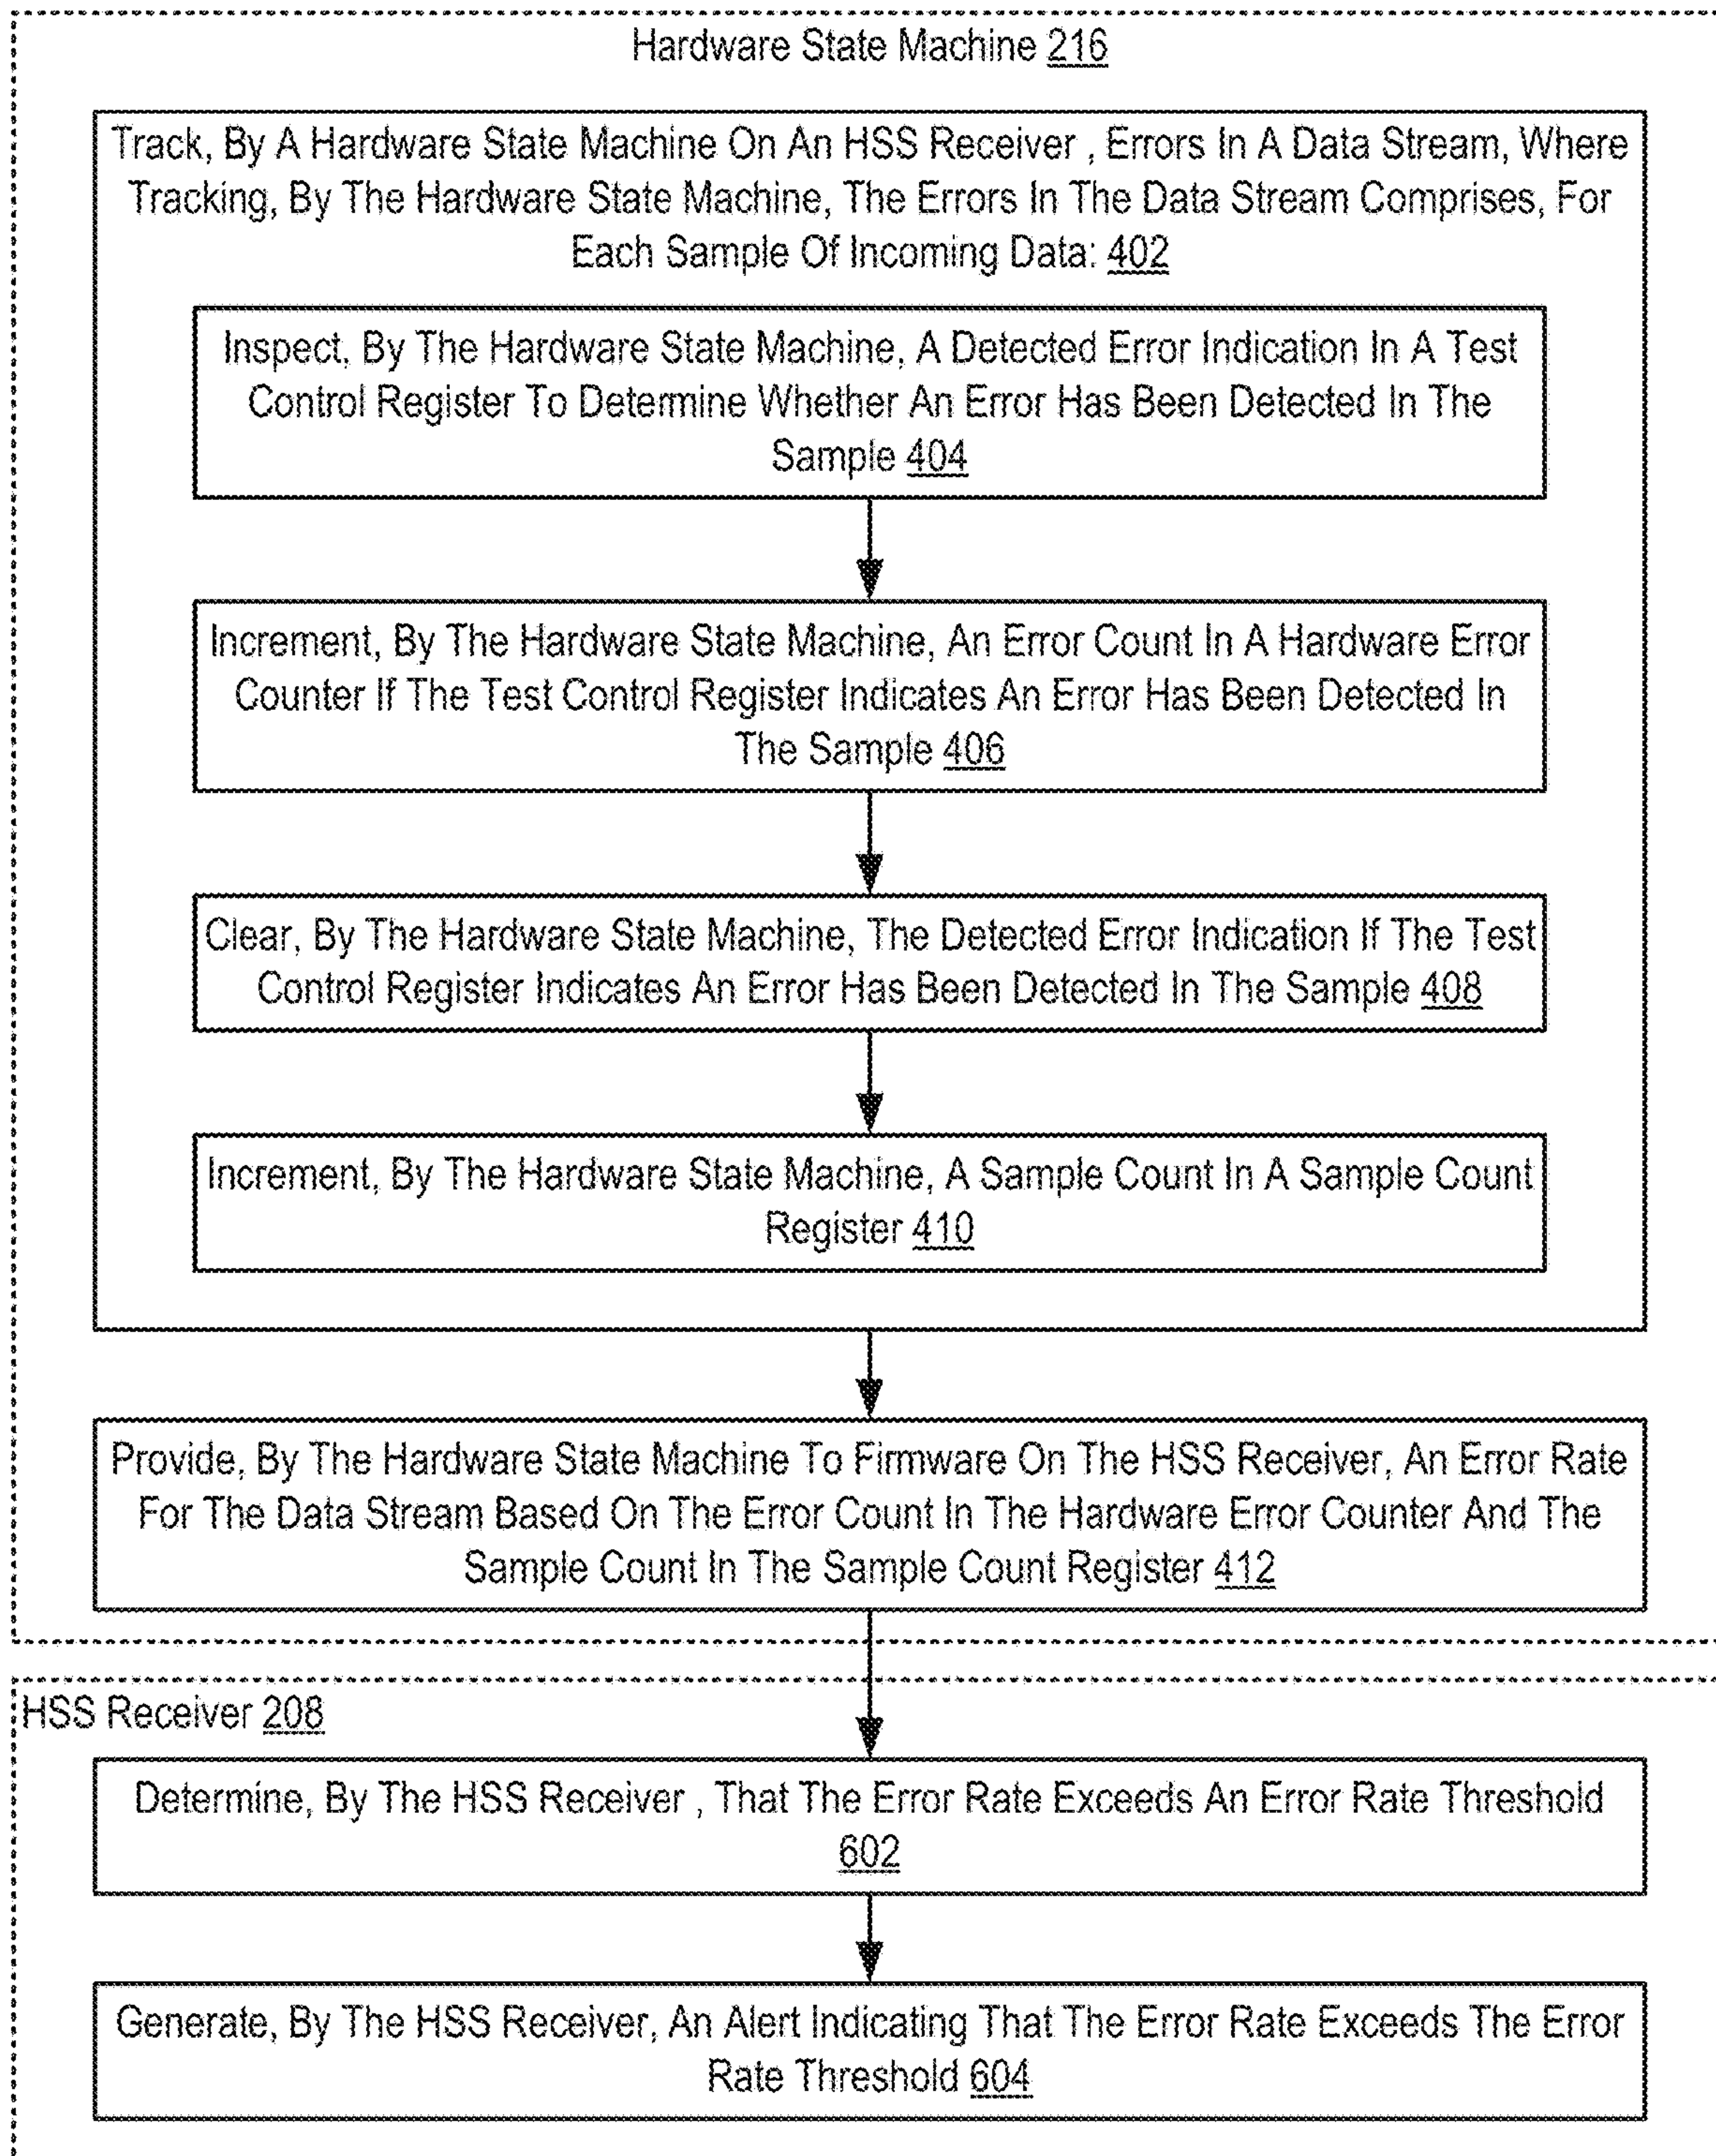 Hardware State Machine 216
Track, By A Hardware State Machine On An HSS Receiver , Errors In A Data Stream, Where
Tracking, By The Hardware State Machine, The Errors In The Data Stream Comprises, For
Each Sample Of Incoming Data: 402
Inspect, By The Hardware State Machine, A Detected Error Indication In A Test
Control Register To Determine Whether An Error Has Been Detected In The
Sample 404
Increment, By The Hardware State Machine, An Error Count In A Hardware Error
Counter If The Test Control Register Indicates An Error Has Been Detected In
The Sample 406
Clear, By The Hardware State Machine, The Detected Error Indication If The Test
Control Register Indicates An Error Has Been Detected In The Sample 408
Increment, By The Hardware State Machine, A Sample Count In A Sample Count
Register 410
Provide, By The Hardware State Machine To Firmware On The HSS Receiver, An Error Rate
For The Data Stream Based On The Error Count In The Hardware Error Counter And The
Sample Count In The Sample Count Register 412
HSS Receiver 208
Determine, By The HSS Receiver , That The Error Rate Exceeds An Error Rate Threshold
602
Generate, By The HSS Receiver, An Alert Indicating That The Error Rate Exceeds The Error
Rate Threshold 604